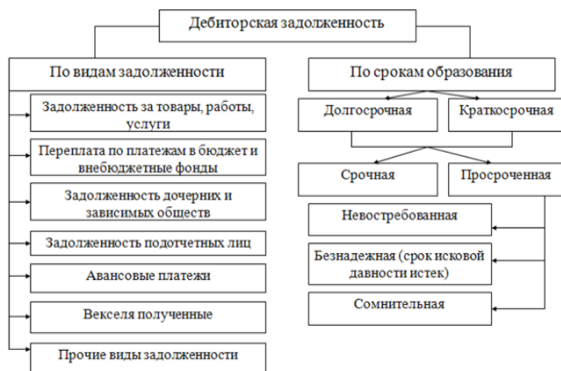 Дебиторская задолженность
По видам задолженности
Задолженность за товары, работы,
услуги
Переплата по платежам в бюджет и
внебюджетные фонды
Задолженность дочерних и
зависимых обществ
Задолженность подотчетных лиц
Авансовые платежи
Векселя полученные
Прочие виды задолженности
По срокам образования
Долгосрочная
Краткосрочная
Срочная
Просроченная
Невостребованная
Безнадежная (срок исковой
давности истек)
Сомнительная